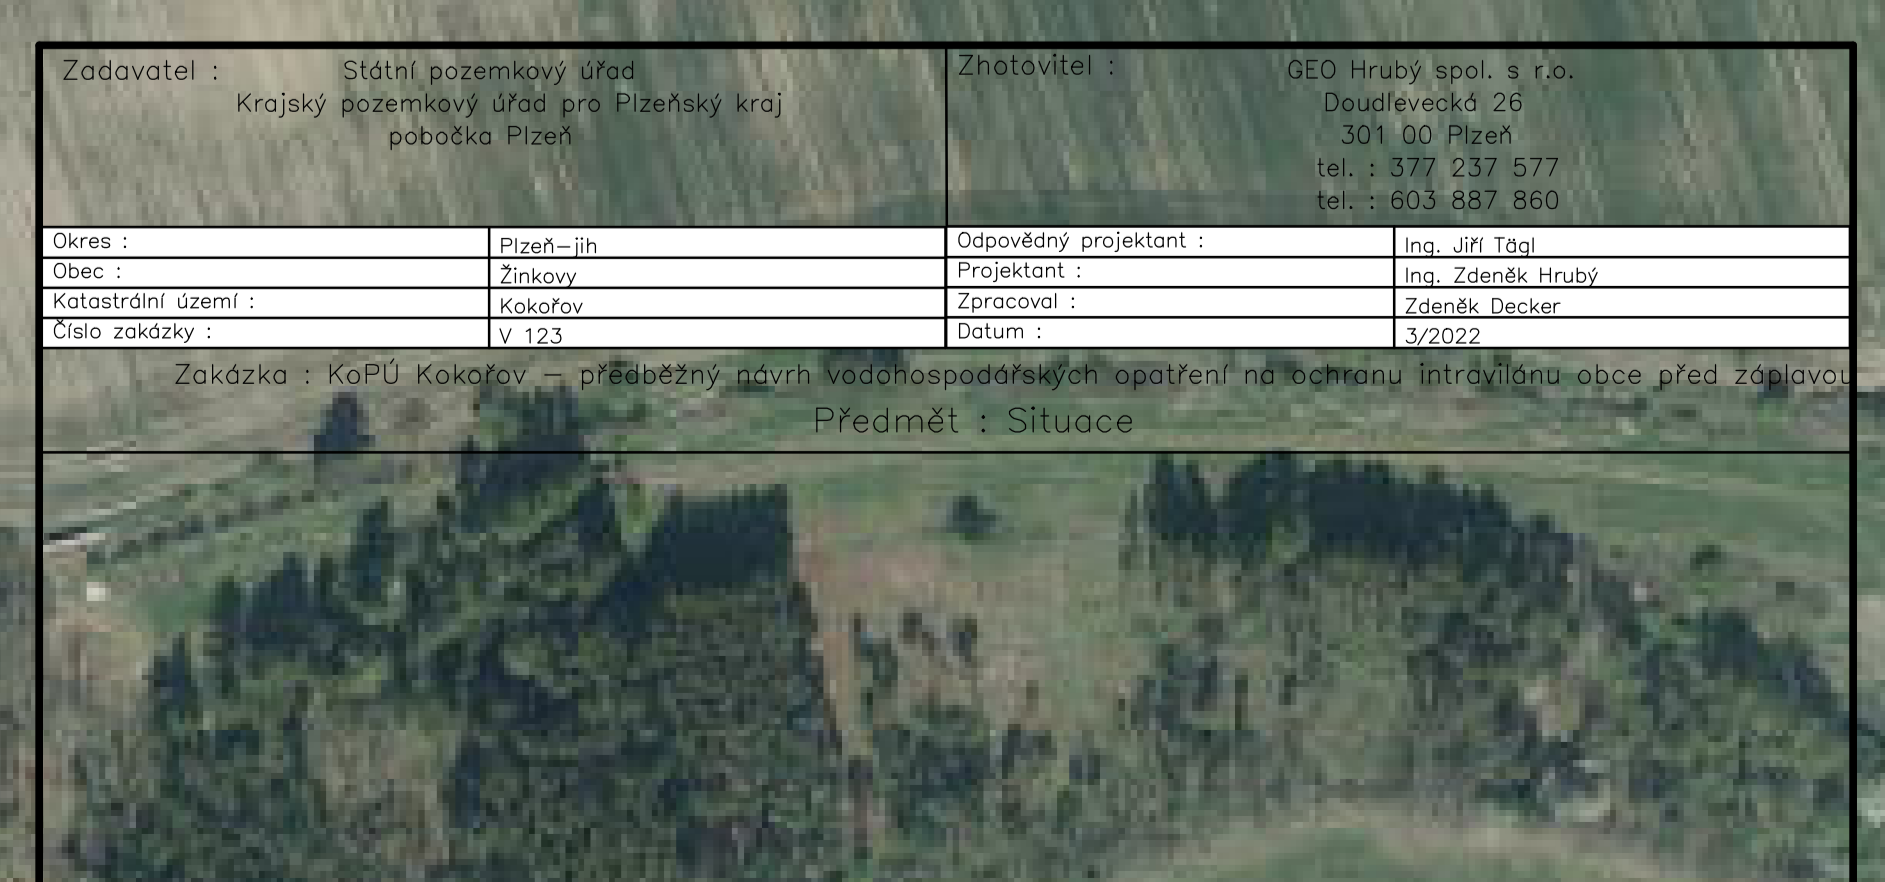 Zadavatel :
Státní pozemkový úřad
Krajský pozemkový úřad pro Plzeňský kraj
pobočka Plzeň
Zhotovitel :
GEO Hrubý spol. s r.o.
Doudlevecká 26
301 00 Plzeň
tel. : 377 237 577
tel. : 603 887 860
Okres : Plzeň–jih
Obec : Žinkovy
Katastrální území : Kokořov
Číslo zakázky : V 123
Odpovědný projektant : Ing. Jiří Tägl
Projektant : Ing. Zdeněk Hrubý
Zpracoval : Zdeněk Decker
Datum : 3/2022
Zakázka : KoPÚ Kokořov – předběžný návrh vodohospodářských opatření na ochranu intravilánu obce před záplavou
Předmět : Situace